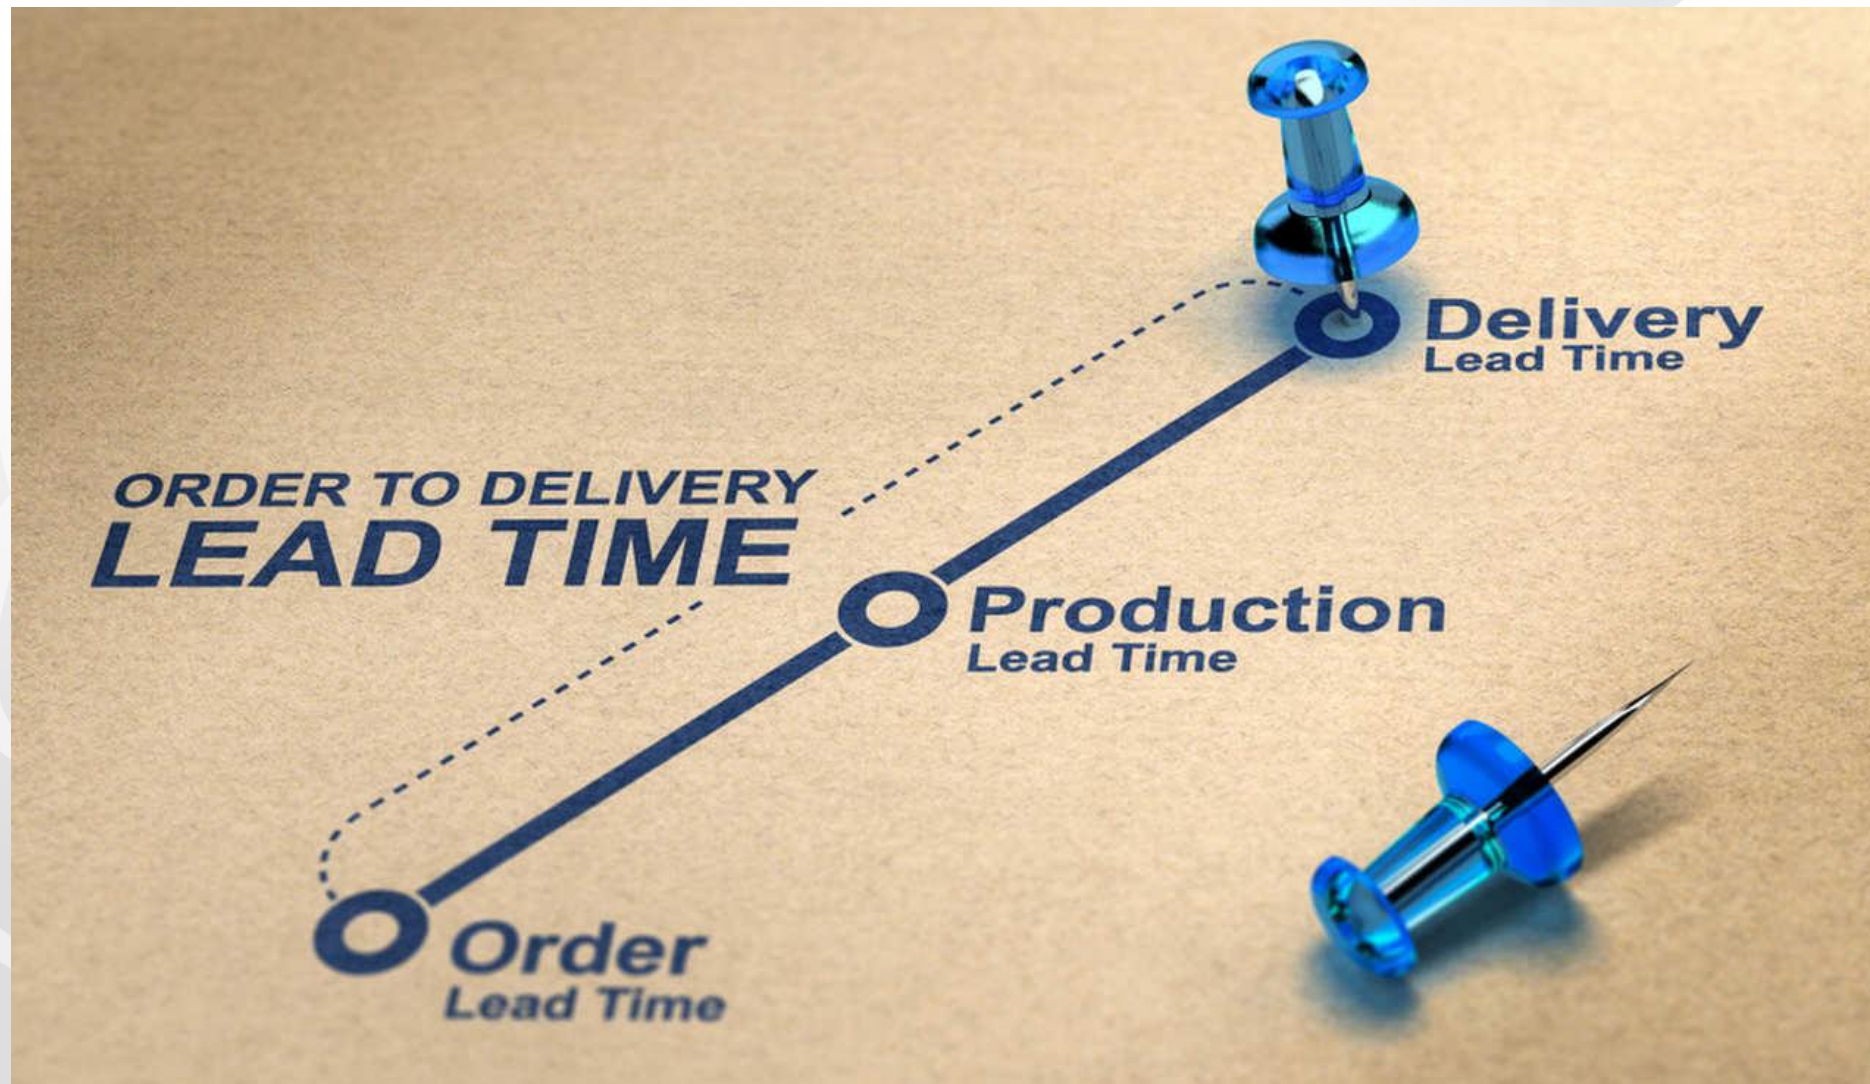 ORDER TO DELIVERY
LEAD TIME
Delivery
Lead Time
Production
Lead Time
Order
Lead Time